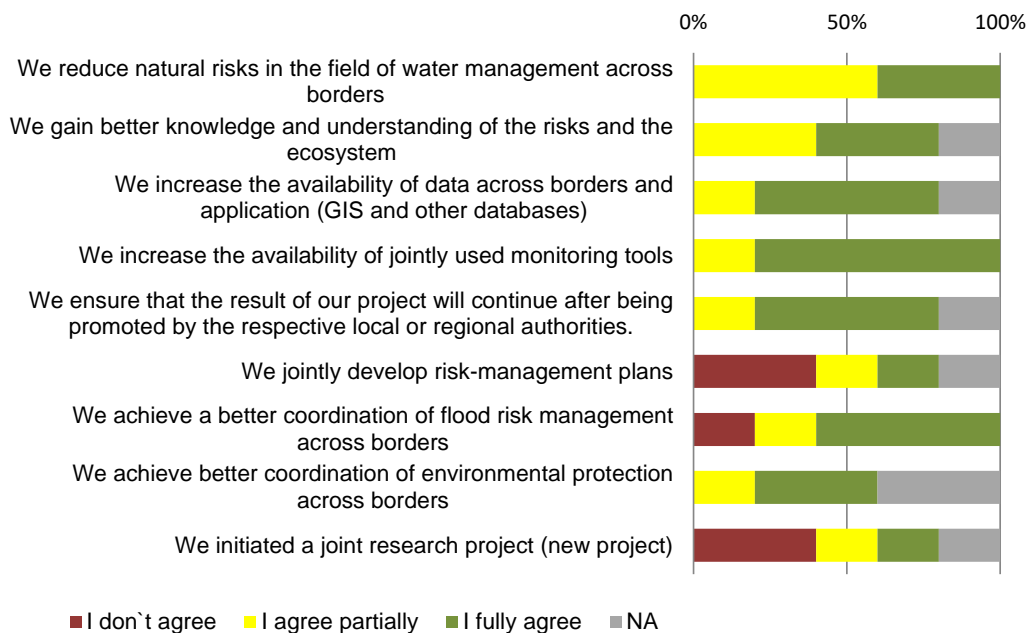 0% 50% 100%
We reduce natural risks in the field of water management across
borders
We gain better knowledge and understanding of the risks and the
ecosystem
We increase the availability of data across borders and
application (GIS and other databases)
We increase the availability of jointly used monitoring tools
We ensure that the result of our project will continue after being
promoted by the respective local or regional authorities.
We jointly develop risk-management plans
We achieve a better coordination of flood risk management
across borders
We achieve better coordination of environmental protection
across borders
We initiated a joint research project (new project)
I don`t agree I agree partially I fully agree NA